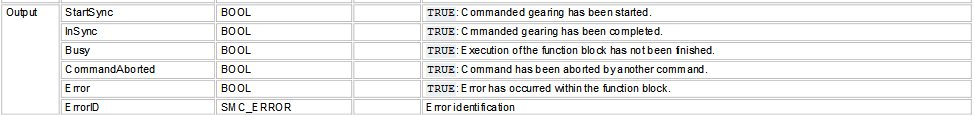 Output StartSync BOOL TRUE: Commanded gearing has been started.
InSync BOOL TRUE: Cmmanded gearing has been completed.
Busy BOOL TRUE: Execution of the function block has not been finished.
CommandAborted BOOL TRUE: Command has been aborted by another command.
Error BOOL TRUE: Error has occurred within the function block.
ErrorID SMC_ERROR Error identification